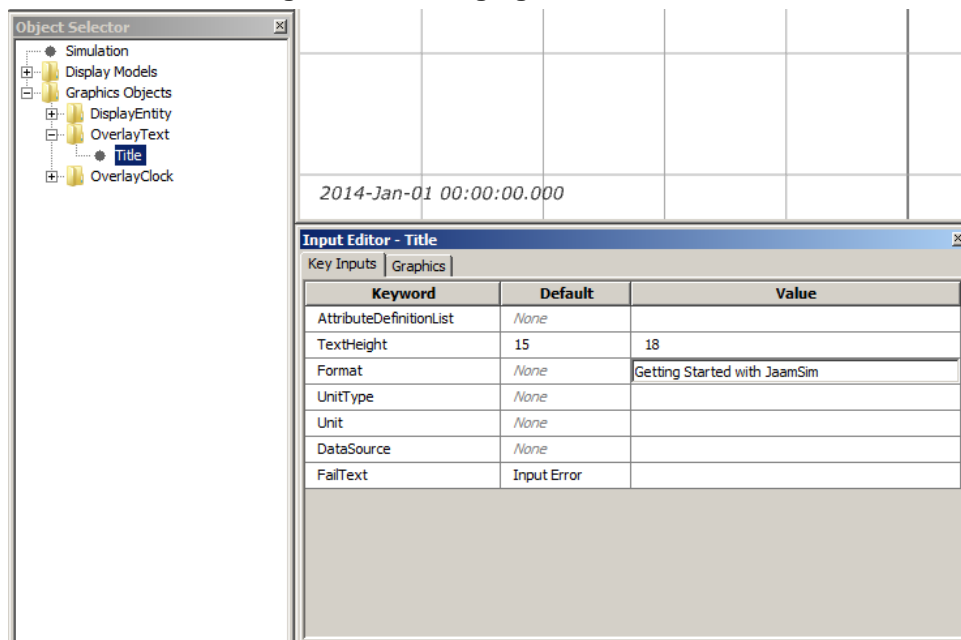 Object Selector
Simulation
Display Models
Graphics Objects
DisplayEntity
OverlayText
Title
OverlayClock
2014-Jan-01 00:00:00.000
Input Editor - Title
Key Inputs Graphics
Keyword Default Value
AttributeDefinitionList None
TextHeight 15 18
Format None Getting Started with JaamSim
UnitType None
Unit None
DataSource None
FailText Input Error